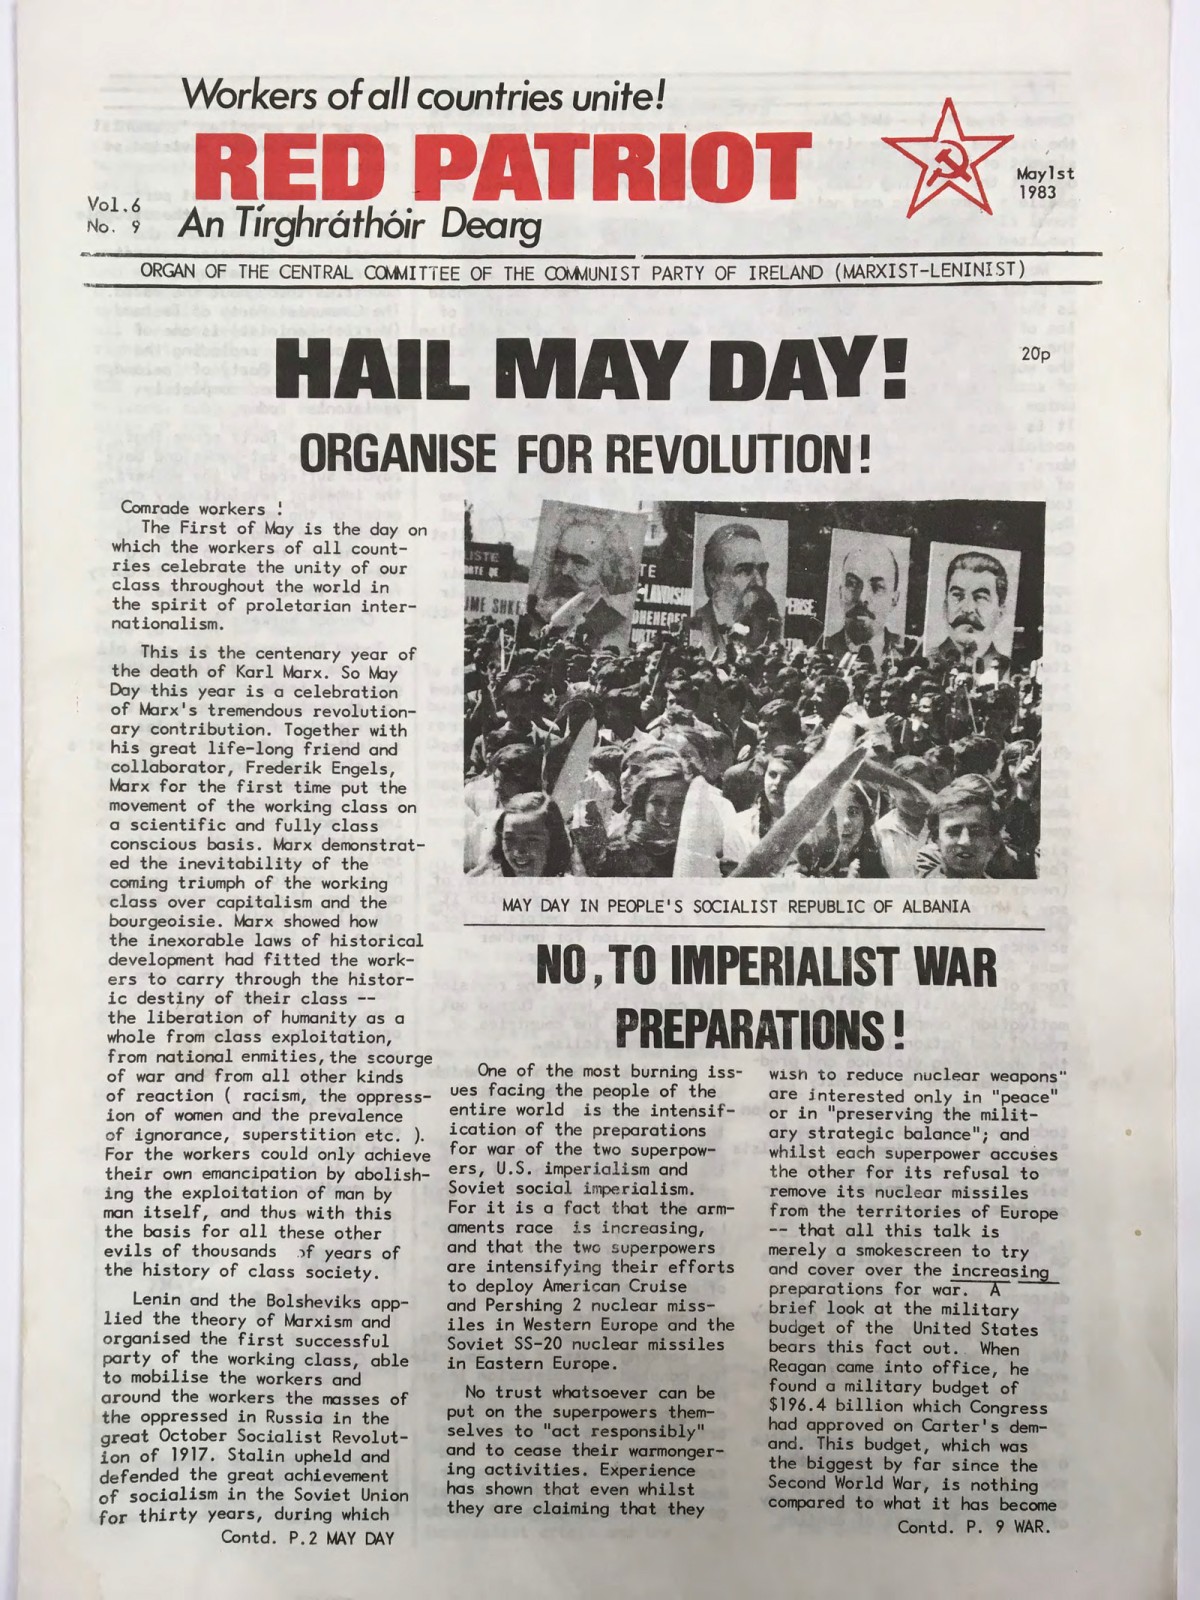 Workers of all countries unite!
RED PATRIOT
May1st
1983
Vol.6
No. 9
An Tírghráthóir Dearg
ORGAN OF THE CENTRAL COMMITTEE OF THE COMMUNIST PARTY OF IRELAND (MARXIST-LENINIST)
HAIL MAY DAY!
20p
ORGANISE FOR REVOLUTION!
Comrade workers !
The First of May is the day on
which the workers of all count-
ries celebrate the unity of our
class throughout the world in
the spirit of proletarian inter-
nationalism.
This is the centenary year of
the death of Karl Marx. So May
Day this year is a celebration
of Marx's tremendous revolution-
ary contribution. Together with
his great life-long friend and
collaborator, Frederik Engels,
Marx for the first time put the
movement of the working class on
a scientific and fully class
conscious basis. Marx demonstrat-
ed the inevitability of the
coming triumph of the working
class over capitalism and the
bourgeoisie. Marx showed how
the inexorable laws of historical
development had fitted the work-
ers to carry through the histor-
ic destiny of their class --
the liberation of humanity as a
whole from class exploitation,
from national enmities, the scourge
of war and from all other kinds
of reaction ( racism, the oppress-
ion of women and the prevalence
of ignorance, superstition etc. ).
For the workers could only achieve
their own emancipation by abolish-
ing the exploitation of man by
man itself, and thus with this
the basis for all these other
evils of thousands of years of
the history of class society.
Lenin and the Bolsheviks app-
lied the theory of Marxism and
organised the first successful
party of the working class, able
to mobilise the workers and
around the workers the masses of
the oppressed in Russia in the
great October Socialist Revolut-
ion of 1917. Stalin upheld and
defended the great achievement
of socialism in the Soviet Union
for thirty years, during which
Contd. P.2 MAY DAY
ISTE
TE
UME SHKE
DHENEGE
MAY DAY IN PEOPLE'S SOCIALIST REPUBLIC OF ALBANIA
NO, TO IMPERIALIST WAR
PREPARATIONS!
One of the most burning iss-
ues facing the people of the
entire world is the intensif-
ication of the preparations
for war of the two superpow-
ers, U.S. imperialism and
Soviet social imperialism.
For it is a fact that the arm-
aments race is increasing,
and that the two superpowers
are intensifying their efforts
to deploy American Cruise
and Pershing 2 nuclear miss-
iles in Western Europe and the
Soviet SS-20 nuclear missiles
in Eastern Europe.
No trust whatsoever can be
put on the superpowers them-
selves to "act responsibly"
and to cease their warmonger-
ing activities. Experience
has shown that even whilst
they are claiming that they
wish to reduce nuclear weapons"
are interested only in "peace"
or in "preserving the milit-
ary strategic balance"; and
whilst each superpower accuses
the other for its refusal to
remove its nuclear missiles
from the territories of Europe
-- that all this talk is
merely a smokescreen to try
and cover over the increasing
preparations for war. A
brief look at the military
budget of the United States
bears this fact out. When
Reagan came into office, he
found a military budget of
$196.4 billion which Congress
had approved on Carter's dem-
and. This budget, which was
the biggest by far since the
Second World War, is nothing
compared to what it has become
Contd. P. 9 WAR.